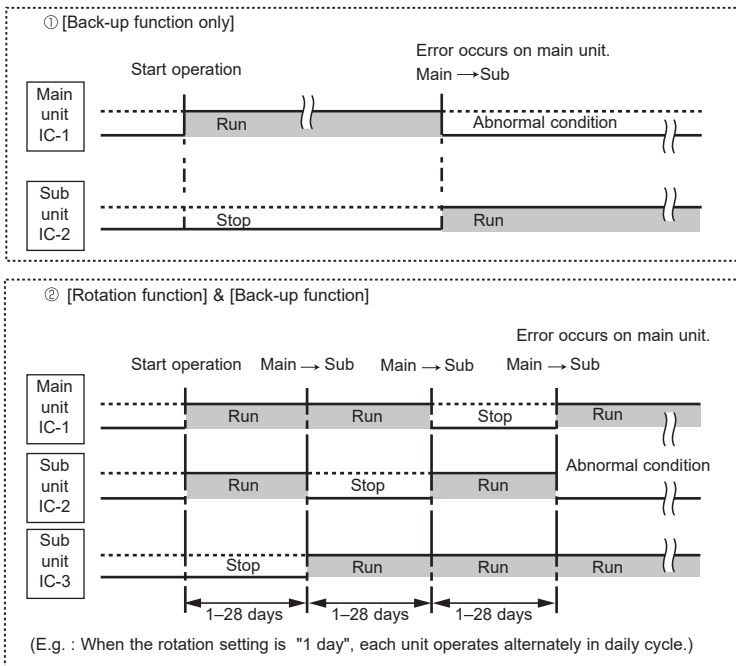 ① [Back-up function only]
Error occurs on main unit.
Start operation
Main → Sub
Main
unit
IC-1
Run
Abnormal condition
Sub
unit
IC-2
Stop
Run
② [Rotation function] & [Back-up function]
Error occurs on main unit.
Start operation Main → Sub Main → Sub Main → Sub
Main
unit
IC-1
Run Run Stop Run
Sub
unit
IC-2
Run Stop Run Abnormal condition
Sub
unit
IC-3
Stop Run Run Run
1–28 days 1–28 days 1–28 days
(E.g. : When the rotation setting is "1 day", each unit operates alternately in daily cycle.)